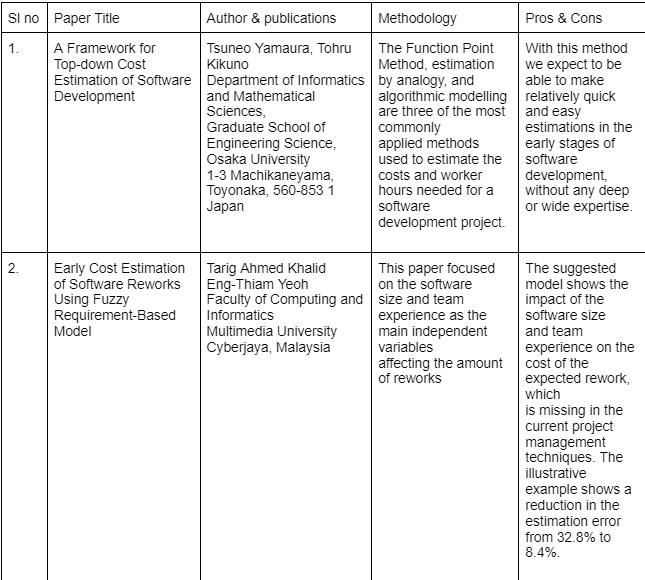 Sl no
Paper Title
Author & publications
Methodology
Pros & Cons
1.
A Framework for
Top-down Cost
Estimation of Software
Development
Tsuneo Yamaura, Tohru
Kikuno
Department of Informatics
and Mathematical
Sciences,
Graduate School of
Engineering Science,
Osaka University
1-3 Machikaneyama,
Toyonaka, 560-853 1
Japan
The Function Point
Method, estimation
by analogy, and
algorithmic modelling
are three of the most
commonly
applied methods
used to estimate the
costs and worker
hours needed for a
software
development project.
With this method
we expect to be
able to make
relatively quick
and easy
estimations in the
early stages of
software
development,
without any deep
or wide expertise.
2.
Early Cost Estimation
of Software Reworks
Using Fuzzy
Requirement-Based
Model
Tarig Ahmed Khalid
Eng-Thiam Yeoh
Faculty of Computing and
Informatics
Multimedia University
Cyberjaya, Malaysia
This paper focused
on the software
size and team
experience as the
main independent
variables
affecting the amount
of reworks
The suggested
model shows the
impact of the
software size
and team
experience on the
cost of the
expected rework,
which
is missing in the
current project
management
techniques. The
illustrative
example shows a
reduction in the
estimation error
from 32.8% to
8.4%.